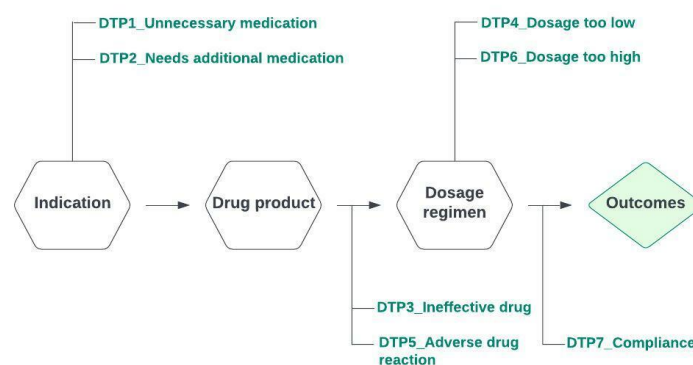 DTP1_Unnecessary medication
DTP2_Needs additional medication
DTP4_Dosage too low
DTP6_Dosage too high
Indication
Drug product
Dosage
regimen
Outcomes
DTP3_Ineffective drug
DTP5_Adverse drug
reaction
DTP7_Compliance